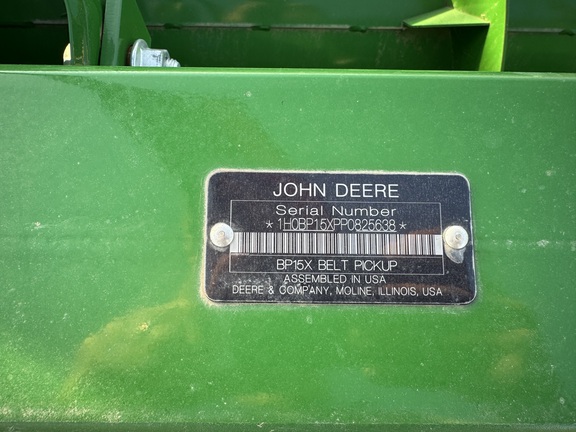 JOHN DEERE
Serial Number
*1H0BP15XPP0825638*
BP15X BELT PICKUP
ASSEMBLED IN USA
DEERE & COMPANY, MOLINE, ILLINOIS, USA